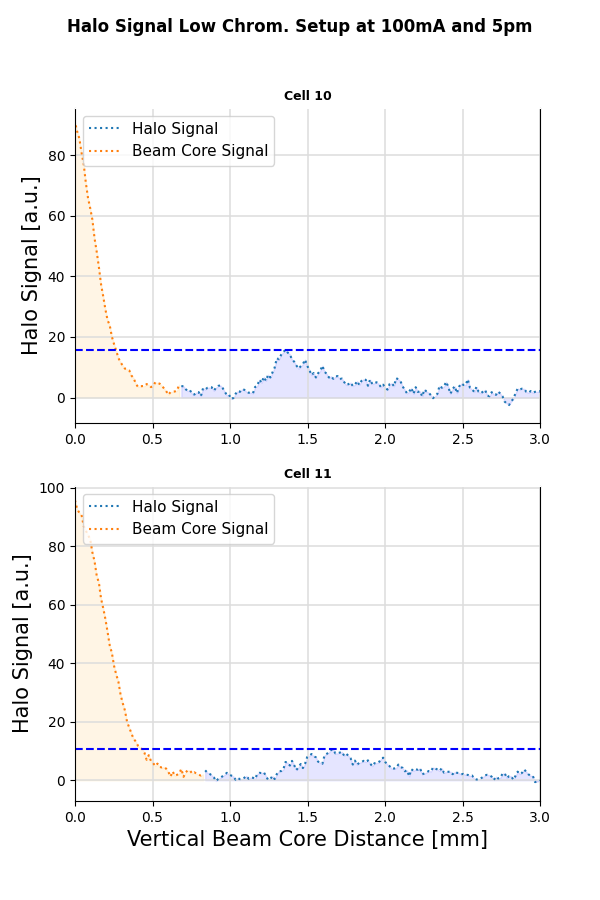 Halo Signal Low Chrom. Setup at 100mA and 5pm
Cell 10
Halo Signal
Beam Core Signal
Halo Signal [a.u.]
80
60
40
20
0
0.0 0.5 1.0 1.5 2.0 2.5 3.0
Cell 11
Halo Signal
Beam Core Signal
Halo Signal [a.u.]
100
80
60
40
20
0
0.0 0.5 1.0 1.5 2.0 2.5 3.0
Vertical Beam Core Distance [mm]